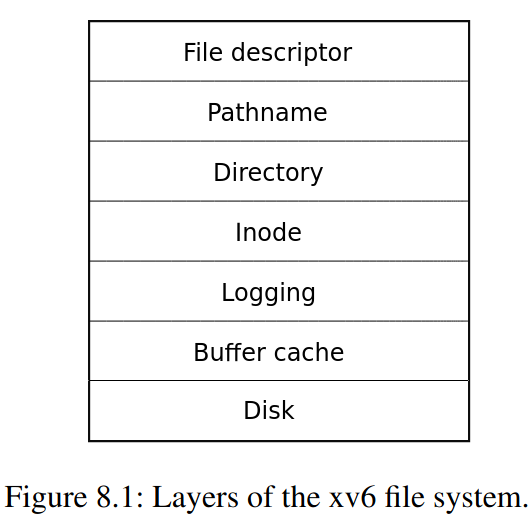 File descriptor
Pathname
Directory
Inode
Logging
Buffer cache
Disk
Figure 8.1: Layers of the xv6 file system.